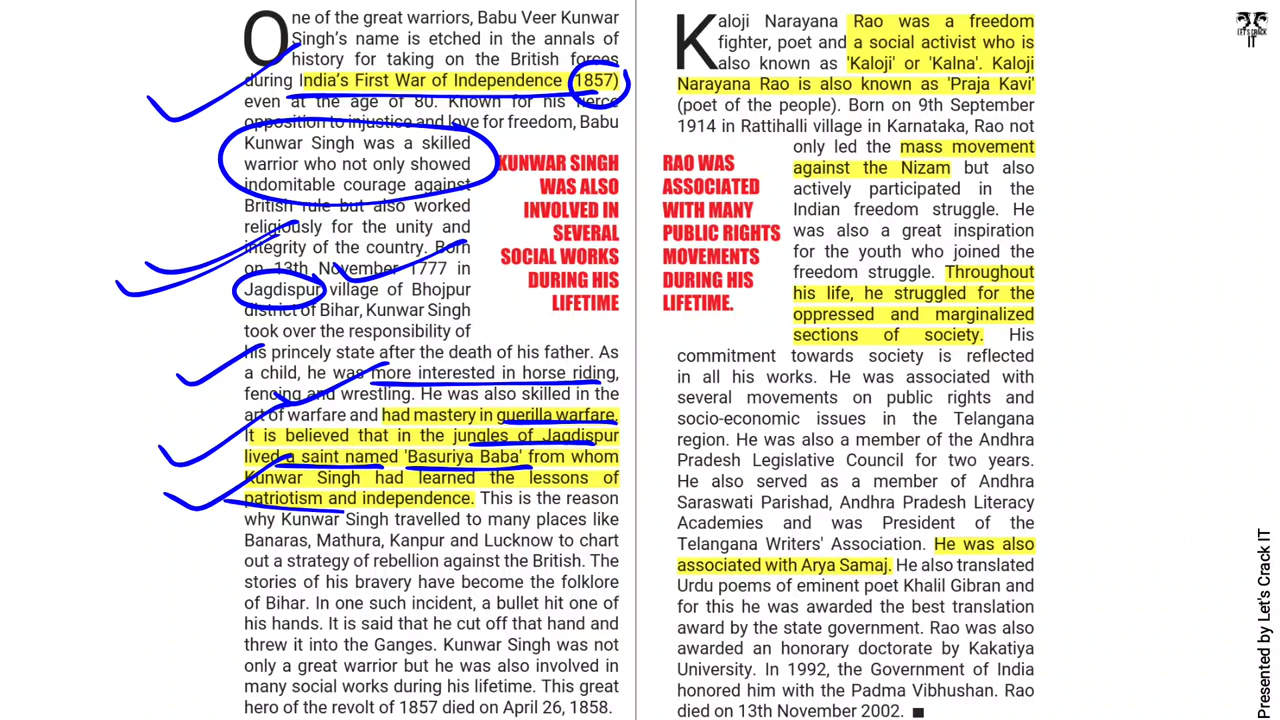 One of the great warriors, Babu Veer Kunwar
Singh's name is etched in the annals of
history for taking on the British forces
during India's First War of Independence (1857)
even at the age of 80. Known for his fierce
opposition to injustice and love for freedom, Babu
Kunwar Singh was a skilled
warrior who not only showed
indomitable courage against
British rule but also worked
religiously for the unity and
integrity of the country. Born
on 13th November 1777 in
Jagdispur village of Bhojpur
district of Bihar, Kunwar Singh
took over the responsibility of
his princely state after the death of his father. As
a child, he was more interested in horse riding,
fencing and wrestling. He was also skilled in the
art of warfare and had mastery in guerilla warfare.
It is believed that in the jungles of Jagdispur
lived a saint named 'Basuriya Baba' from whom
Kunwar Singh had learned the lessons of
patriotism and independence. This is the reason
why Kunwar Singh travelled to many places like
Banaras, Mathura, Kanpur and Lucknow to chart
out a strategy of rebellion against the British. The
stories of his bravery have become the folklore
of Bihar. In one such incident, a bullet hit one of
his hands. It is said that he cut off that hand and
threw it into the Ganges. Kunwar Singh was not
only a great warrior but he was also involved in
many social works during his lifetime. This great
hero of the revolt of 1857 died on April 26, 1858.
KUNWAR SINGH
WAS ALSO
INVOLVED IN
SEVERAL
SOCIAL WORKS
DURING HIS
LIFETIME
Kaloji Narayana Rao was a freedom
fighter, poet and a social activist who is
also known as 'Kaloji' or 'Kalna'. Kaloji
Narayana Rao is also known as 'Praja Kavi'
(poet of the people). Born on 9th September
1914 in Rattihalli village in Karnataka, Rao not
only led the mass movement
against the Nizam but also
actively participated in the
Indian freedom struggle. He
was also a great inspiration
for the youth who joined the
freedom struggle. Throughout
his life, he struggled for the
oppressed and marginalized
sections of society. His
commitment towards society is reflected
in all his works. He was associated with
several movements on public rights and
socio-economic issues in the Telangana
region. He was also a member of the Andhra
Pradesh Legislative Council for two years.
He also served as a member of Andhra
Saraswati Parishad, Andhra Pradesh Literacy
Academies and was President of the
Telangana Writers' Association. He was also
associated with Arya Samaj. He also translated
Urdu poems of eminent poet Khalil Gibran and
for this he was awarded the best translation
award by the state government. Rao was also
awarded an honorary doctorate by Kakatiya
University. In 1992, the Government of India
honored him with the Padma Vibhushan. Rao
died on 13th November 2002.
RAO WAS
ASSOCIATED
WITH MANY
PUBLIC RIGHTS
MOVEMENTS
DURING HIS
LIFETIME.
LET'S CRACK
IT
Presented by Let's Crack IT